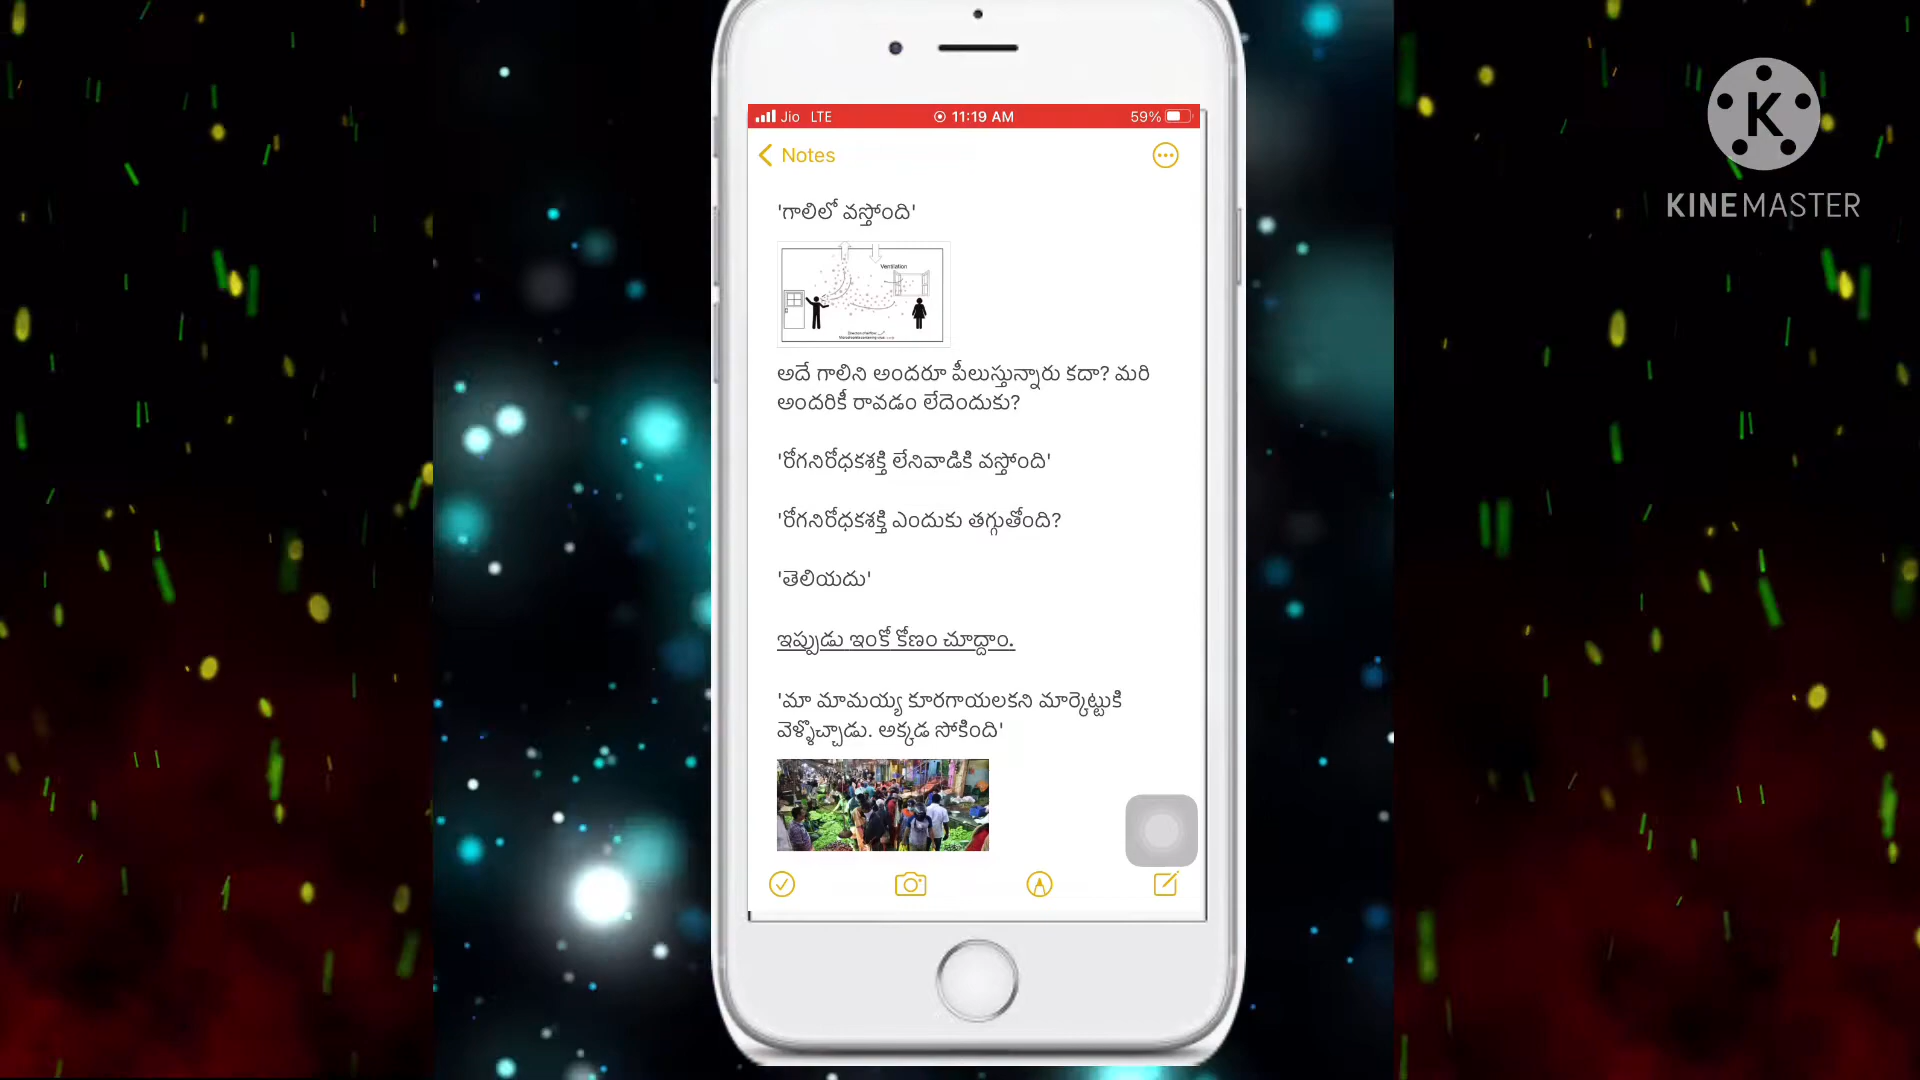 Jio LTE 11:19 AM 59%
Notes
'గాలిలో వస్తోంది'
Ventilation
అదే గాలిని అందరూ పీలుస్తున్నారు కదా? మరి
అందరికీ రావడం లేదెందుకు?
'రోగనిరోధకశక్తి లేనివాడికి వస్తోంది'
'రోగనిరోధకశక్తి ఎందుకు తగ్గుతోంది?
'తెలియదు'
ఇప్పుడు ఇంకో కోణం చూద్దాం.
'మా మామయ్య కూరగాయలకని మార్కెట్టుకి
వెళ్ళొచ్చాడు. అక్కడ సోకింది'
K
KINEMASTER